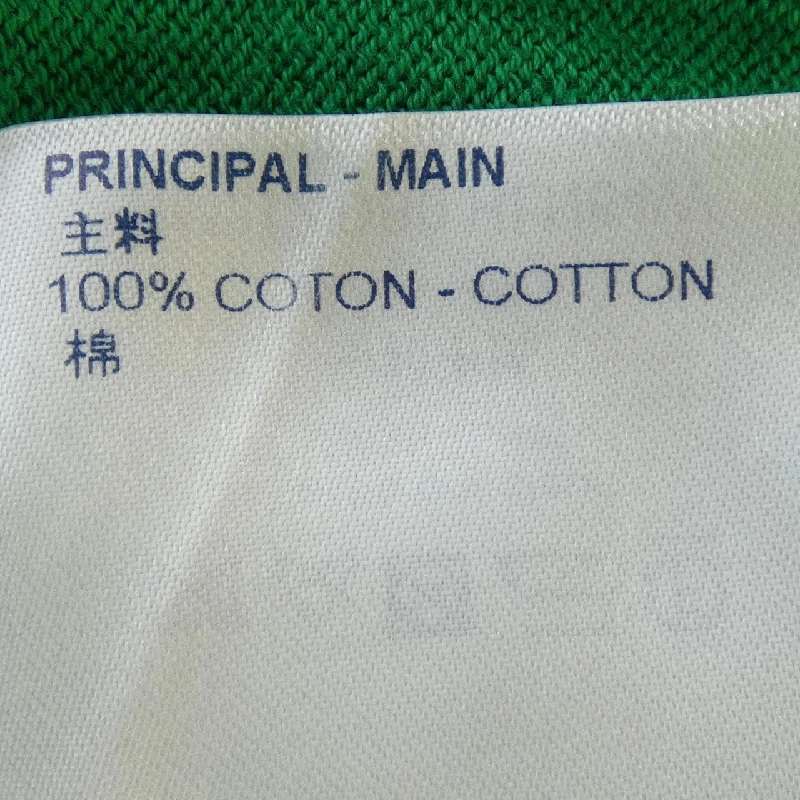 PRINCIPAL - MAIN
主料
100% COTON - COTTON
棉